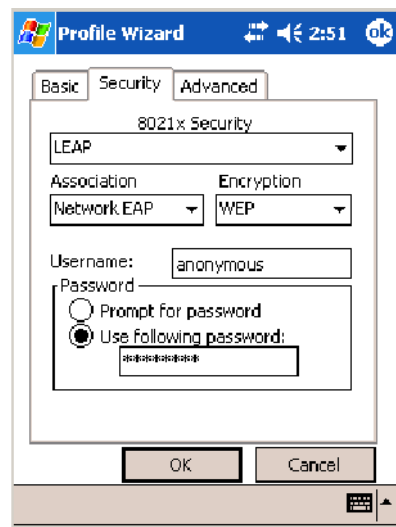 Profile Wizard 2:51 ok
Basic Security Advanced
8021x Security
LEAP
Association Encryption
Network EAP WEP
Username: anonymous
Password
Prompt for password
Use following password:
*********
OK Cancel